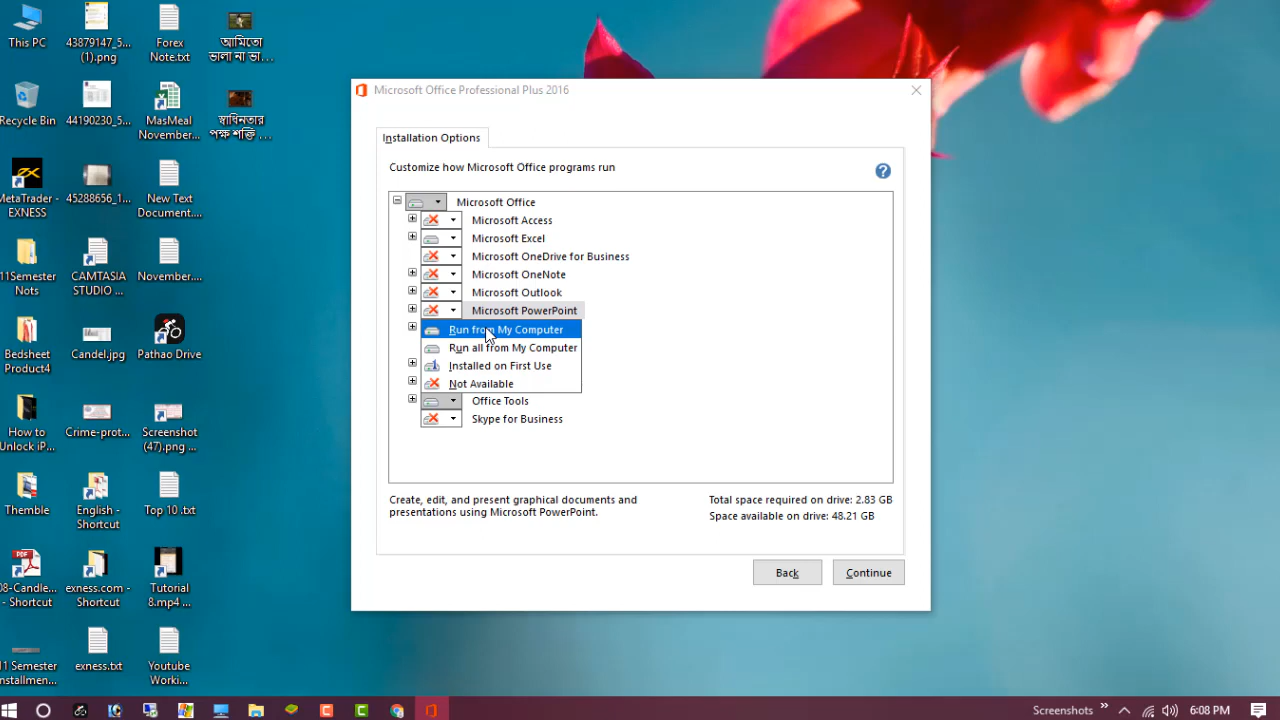 This PC
43879147_5...
(1).png
Forex
Note.txt
আমিতো
ভালা না ভা...
Recycle Bin
44190230_5...
MasMeal
November...
স্বাধিনতার
পক্ষ শক্তি ...
MetaTrader -
EXNESS
45288656_1...
New Text
Document....
11Semester
Nots
CAMTASIA
STUDIO ...
November....
Bedsheet
Product4
Candel.jpg
Pathao Drive
How to
Unlock iP...
Crime-prot...
Screenshot
(47).png ...
Themble
English -
Shortcut
Top 10 .txt
PDF
08-Candle...
- Shortcut
exness.com -
Shortcut
Tutorial
8.mp4 ...
11 Semester
Installmen...
exness.txt
Youtube
Worki...
Microsoft Office Professional Plus 2016
Installation Options
Customize how Microsoft Office programs run
Microsoft Office
Microsoft Access
Microsoft Excel
Microsoft OneDrive for Business
Microsoft OneNote
Microsoft Outlook
Microsoft PowerPoint
Run from My Computer
Run all from My Computer
Installed on First Use
Not Available
Office Tools
Skype for Business
Create, edit, and present graphical documents and
presentations using Microsoft PowerPoint.
Total space required on drive: 2.83 GB
Space available on drive: 48.21 GB
Back
Continue
Screenshots
6:08 PM